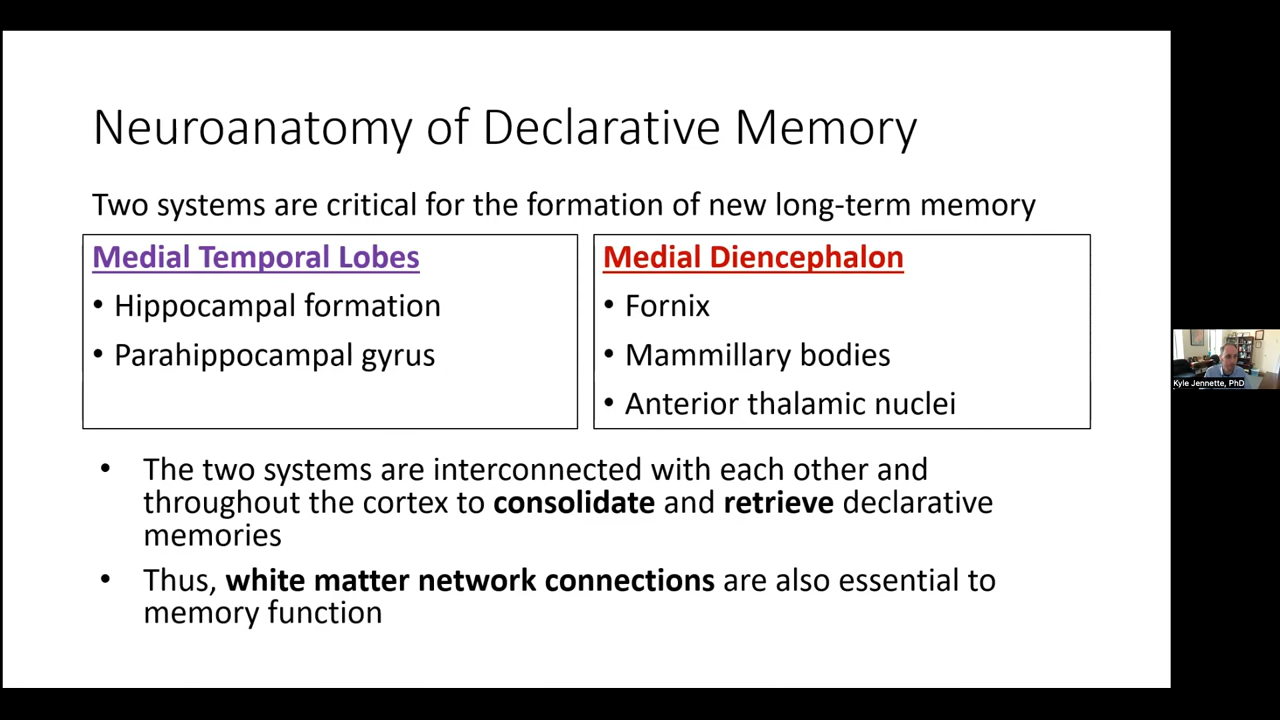 Neuroanatomy of Declarative Memory
Two systems are critical for the formation of new long-term memory
Medial Temporal Lobes
• Hippocampal formation
• Parahippocampal gyrus
Medial Diencephalon
• Fornix
• Mammillary bodies
• Anterior thalamic nuclei
• The two systems are interconnected with each other and
throughout the cortex to consolidate and retrieve declarative
memories
• Thus, white matter network connections are also essential to
memory function
Kyle Jennette, PhD